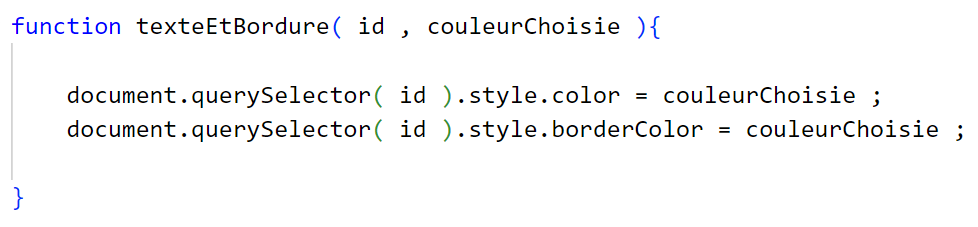 function texteEtBordure( id , couleurChoisie ){
document.querySelector( id ).style.color = couleurChoisie ;
document.querySelector( id ).style.borderColor = couleurChoisie ;
}